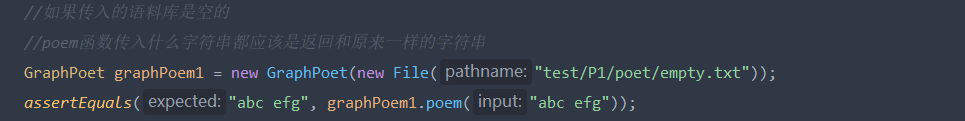 //如果传入的语料库是空的
//poem函数传入什么字符串都应该是返回和原来一样的字符串
GraphPoet graphPoem1 = new GraphPoet(new File( pathname: "test/P1/poet/empty.txt"));
assertEquals( expected: "abc efg", graphPoem1.poem( input: "abc efg"));